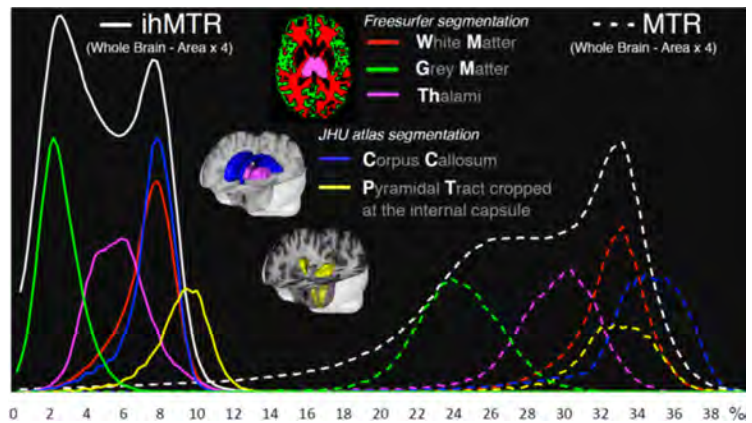 ihMTR
(Whole Brain - Area x 4)
Freesurfer segmentation
White Matter
Grey Matter
Thalami
MTR
(Whole Brain - Area x 4)
JHU atlas segmentation
Corpus Callosum
Pyramidal Tract cropped
at the internal capsule
0 2 4 6 8 10 12 14 16 18 20 22 24 26 28 30 32 34 36 38 ‰